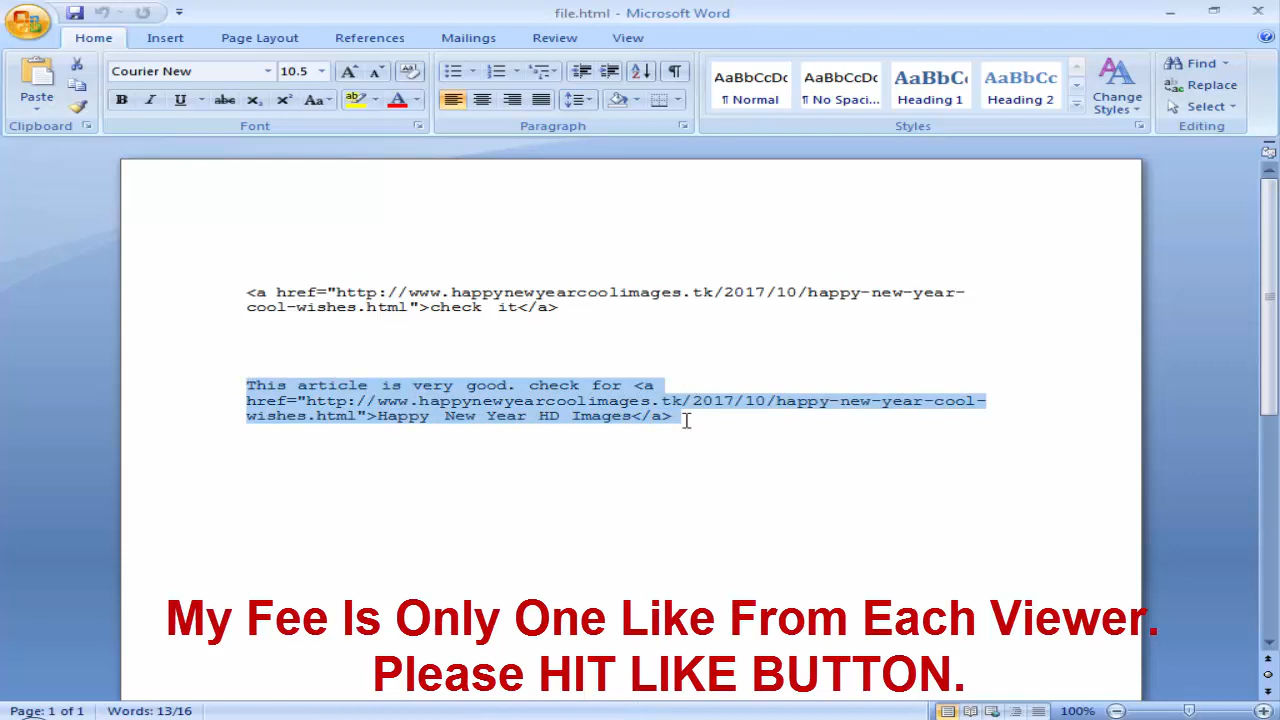 file.html - Microsoft Word
Home Insert Page Layout References Mailings Review View
Courier New 10.5 AaBbCcDc AaBbCcDc AaBbC AaBbCc
Paste ¶ Normal ¶ No Spaci... Heading 1 Heading 2 Change Styles Find Replace Select
Clipboard Font Paragraph Styles Editing
<a href="http://www.happynewyearcoolimages.tk/2017/10/happy-new-year-
cool-wishes.html">check it</a>
This article is very good. check for <a
href="http://www.happynewyearcoolimages.tk/2017/10/happy-new-year-cool-
wishes.html">Happy New Year HD Images</a>
My Fee Is Only One Like From Each Viewer.
Please HIT LIKE BUTTON.
Page: 1 of 1 Words: 13/16 100%